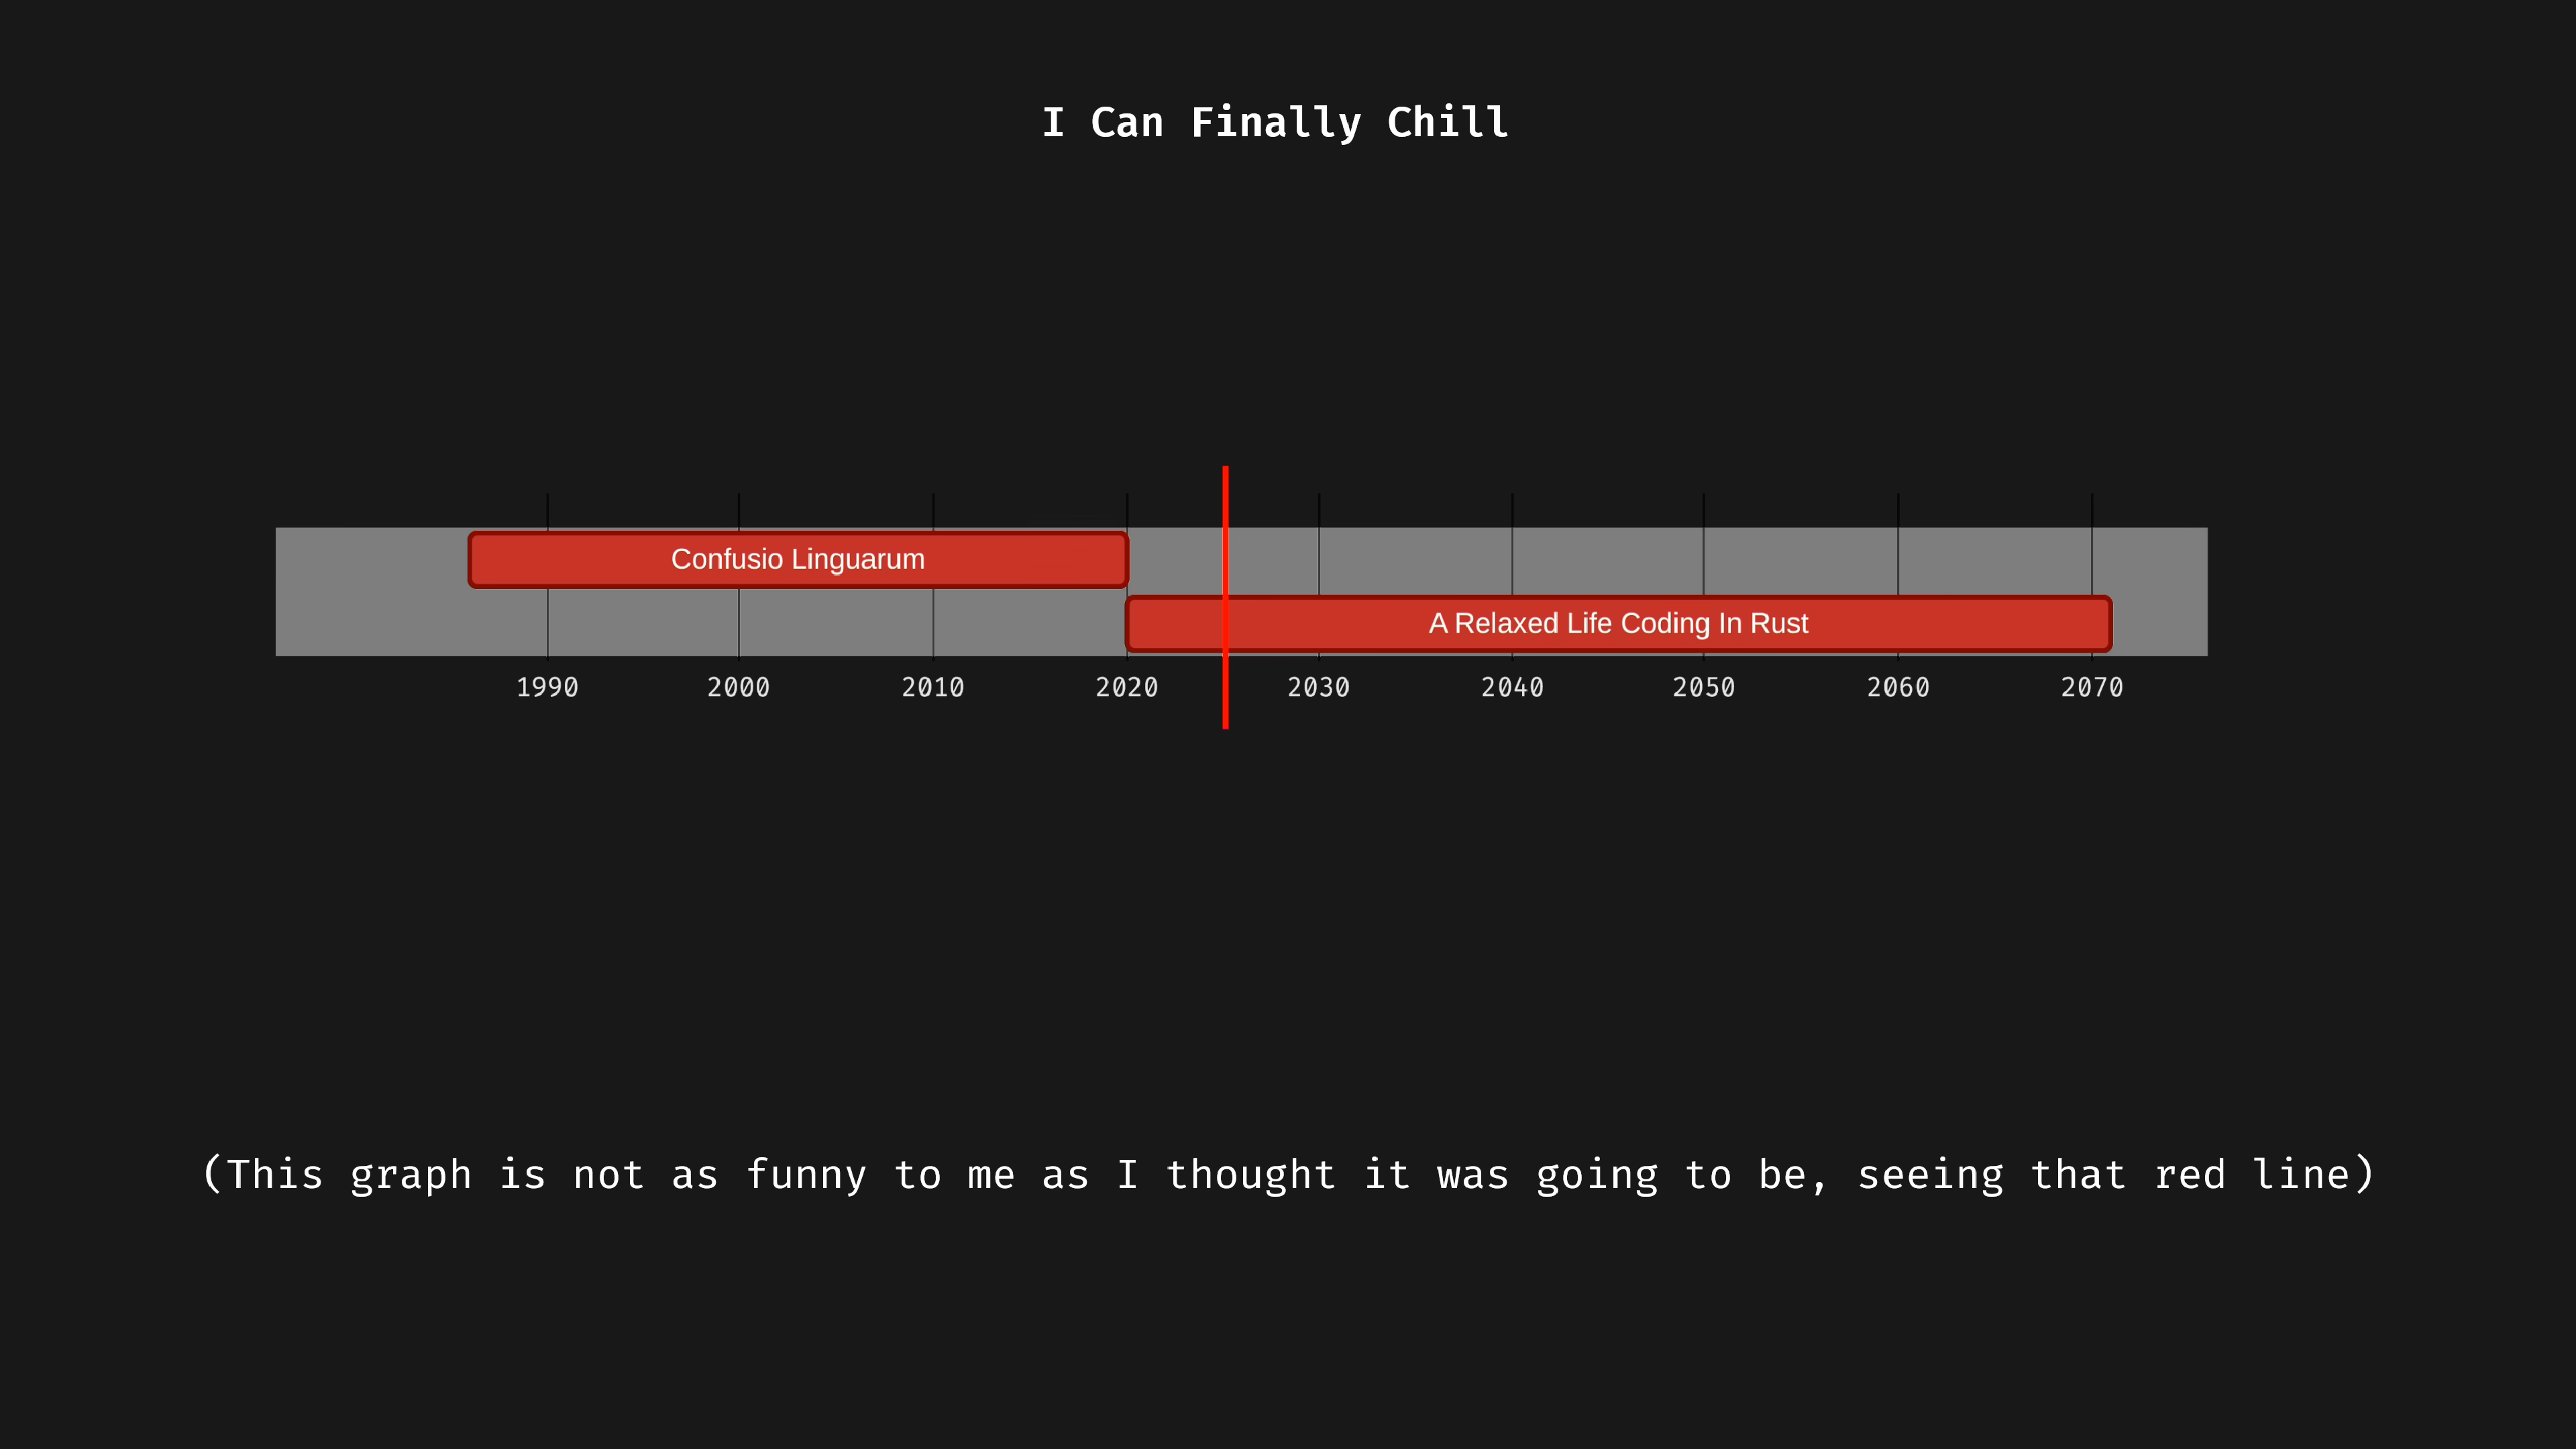 I Can Finally Chill
Confusio Linguarum
A Relaxed Life Coding In Rust
1990 2000 2010 2020 2030 2040 2050 2060 2070
(This graph is not as funny to me as I thought it was going to be, seeing that red line)